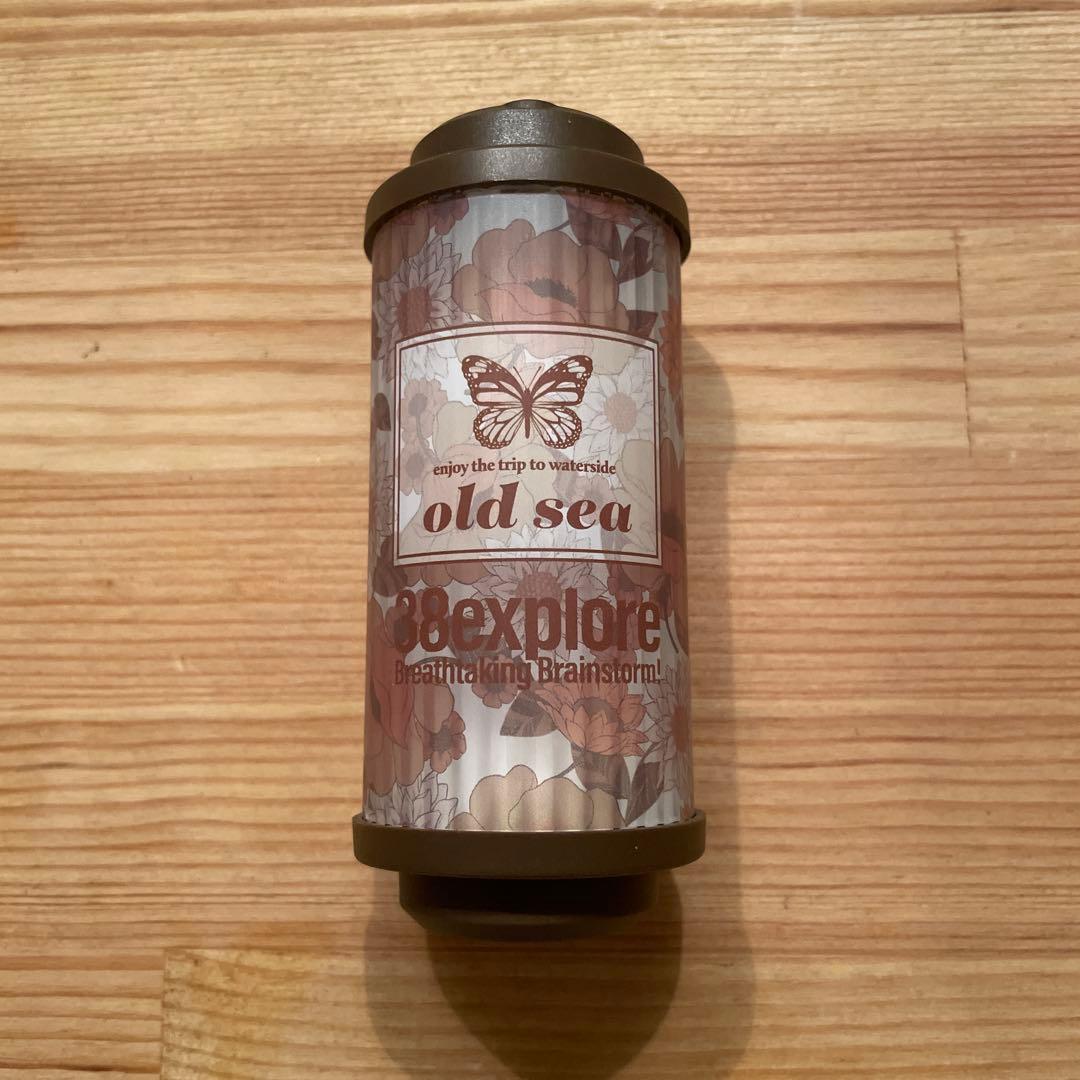 enjoy the trip to waterside
old sea
38explore
Breathtaking Brainstorm!